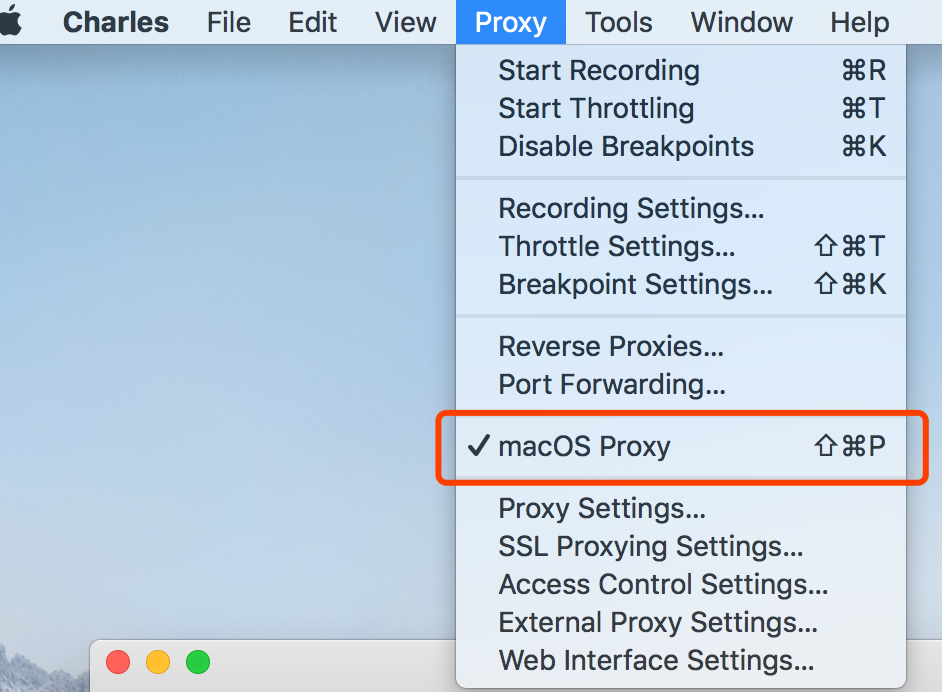 Charles File Edit View Proxy Tools Window Help
Start Recording ⌘R
Start Throttling ⌘T
Disable Breakpoints ⌘K
Recording Settings...
Throttle Settings... ⇧⌘T
Breakpoint Settings... ⇧⌘K
Reverse Proxies...
Port Forwarding...
✓ macOS Proxy ⇧⌘P
Proxy Settings...
SSL Proxying Settings...
Access Control Settings...
External Proxy Settings...
Web Interface Settings...